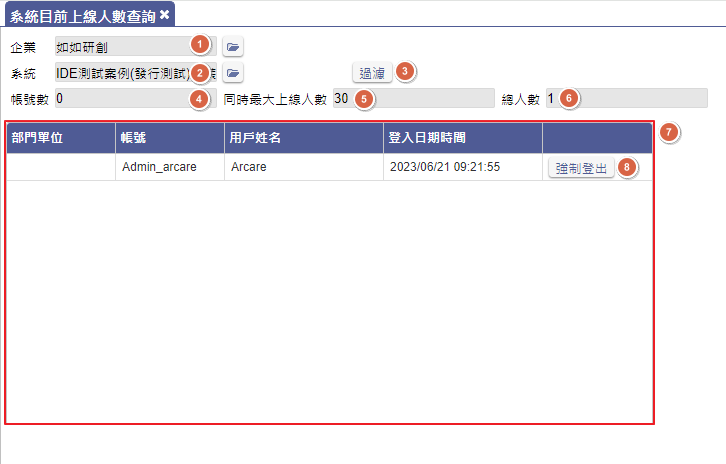 系統目前上線人數查詢 ✖
企業 如如研創 1
系統 IDE測試案例(發行測試) 2 過濾 3
帳號數 0 4 同時最大上線人數 30 5 總人數 1 6
7
部門單位 帳號 用戶姓名 登入日期時間
Admin_arcare Arcare 2023/06/21 09:21:55 強制登出 8